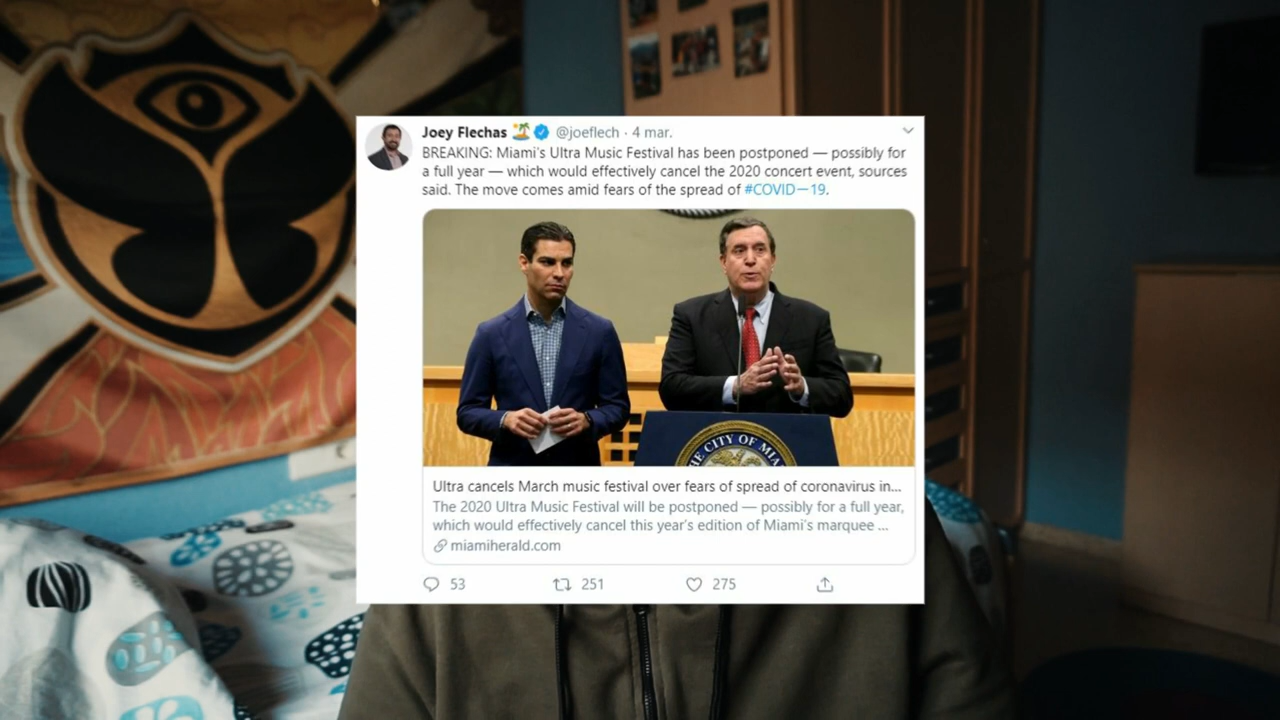 Joey Flechas @joeflech · 4 mar.
BREAKING: Miami's Ultra Music Festival has been postponed — possibly for
a full year — which would effectively cancel the 2020 concert event, sources
said. The move comes amid fears of the spread of #COVID—19.
THE CITY OF MIA
Ultra cancels March music festival over fears of spread of coronavirus in...
The 2020 Ultra Music Festival will be postponed — possibly for a full year,
which would effectively cancel this year's edition of Miami's marquee ...
miamiherald.com
53 251 275